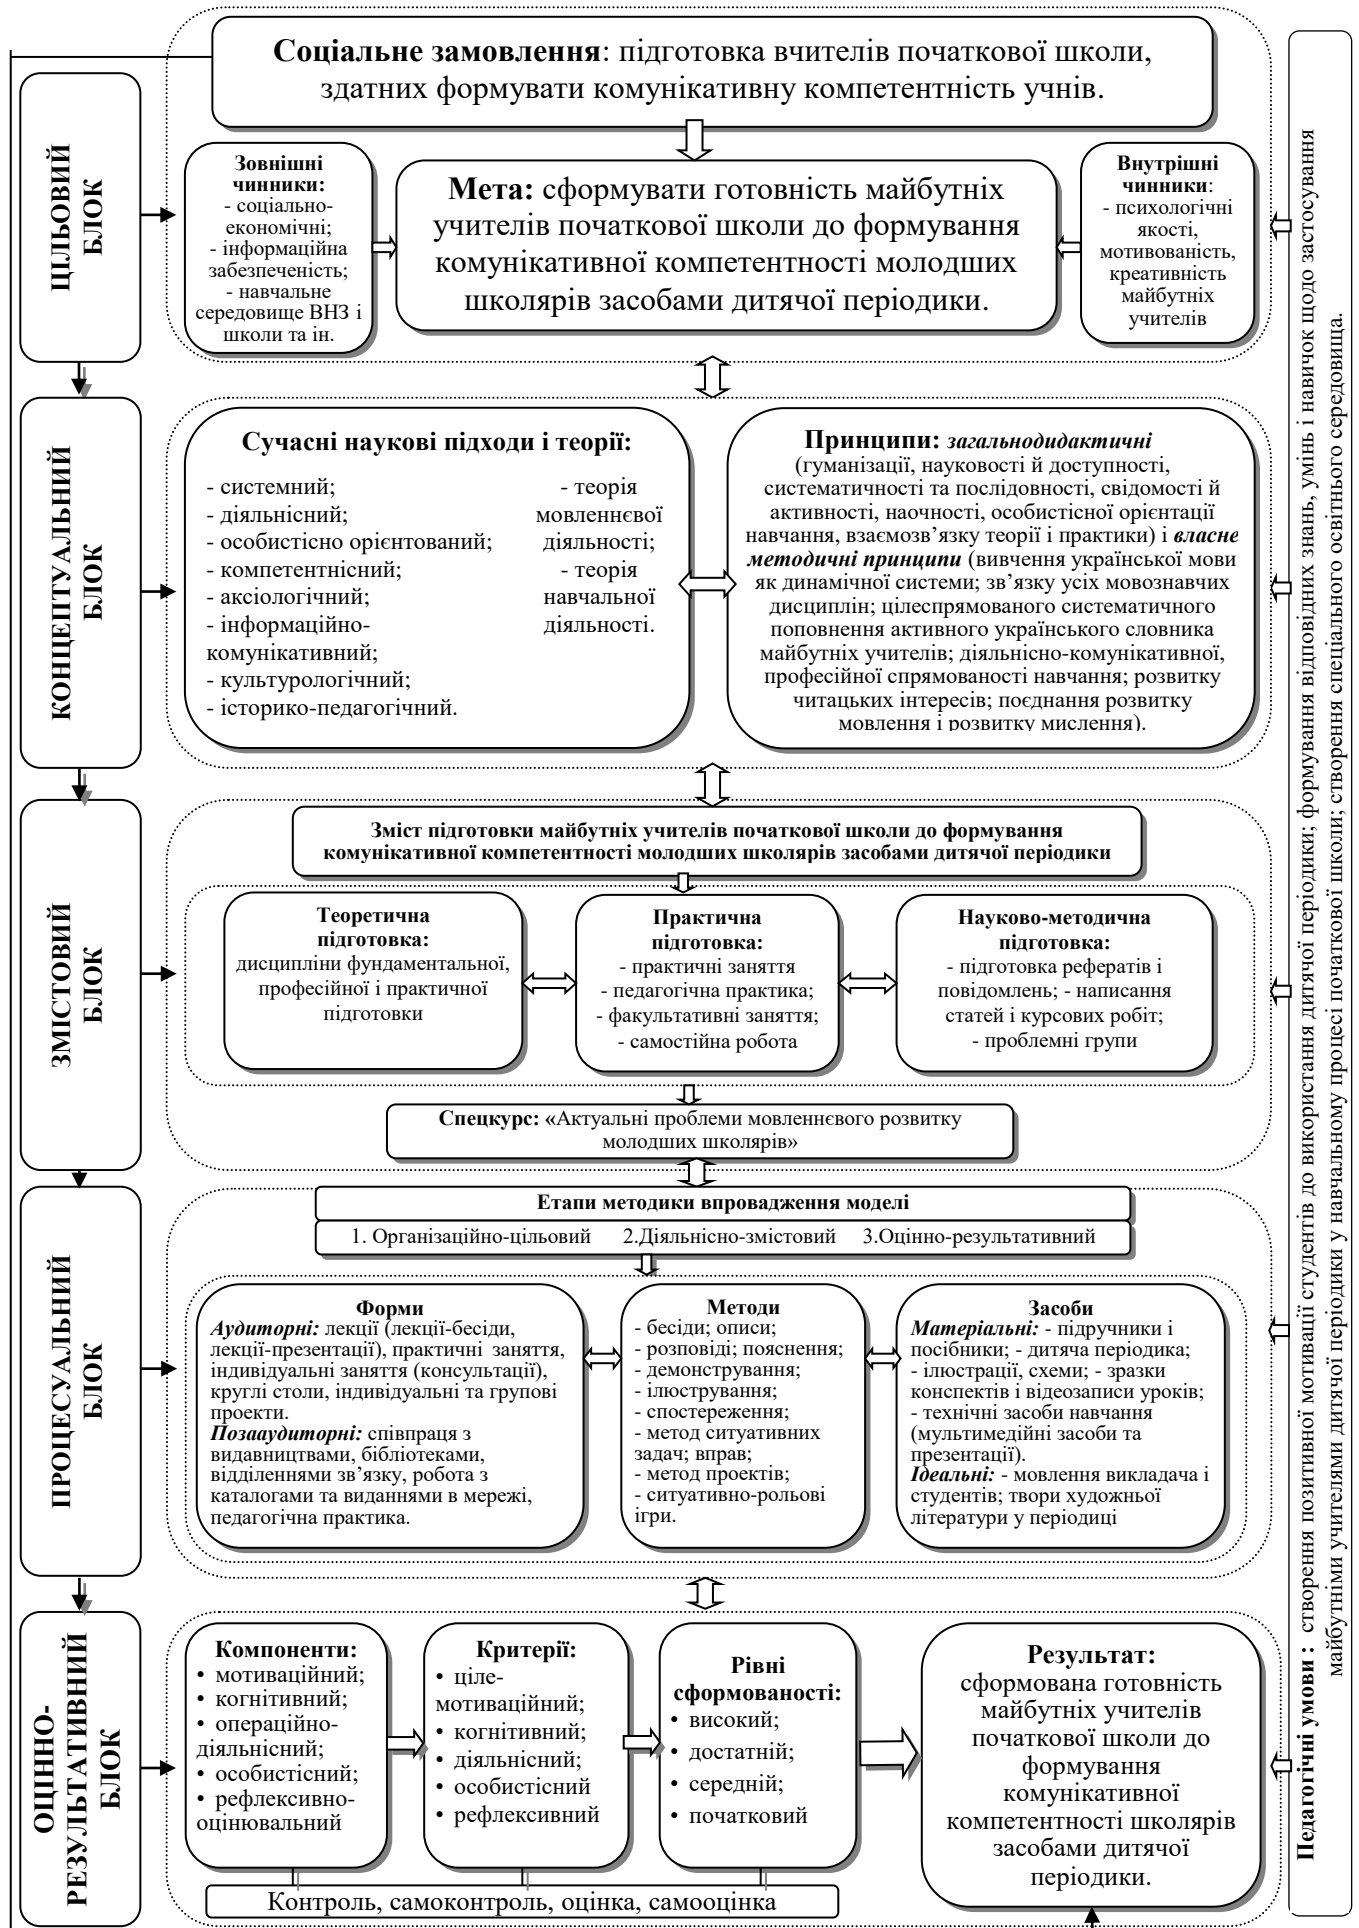 Соціальне замовлення: підготовка вчителів початкової школи,
здатних формувати комунікативну компетентність учнів.
ЦІЛЬОВИЙ
БЛОК
Зовнішні
чинники:
- соціально-
економічні;
- інформаційна
забезпеченість;
- навчальне
середовище ВНЗ і
школи та ін.
Мета: сформувати готовність майбутніх
учителів початкової школи до формування
комунікативної компетентності молодших
школярів засобами дитячої періодики.
Внутрішні
чинники:
- психологічні
якості,
мотивованість,
креативність
майбутніх
учителів
КОНЦЕПТУАЛЬНИЙ
БЛОК
Сучасні наукові підходи і теорії:
- системний;
- діяльнісний;
- особистісно орієнтований;
- компетентнісний;
- аксіологічний;
- інформаційно-
комунікативний;
- культурологічний;
- історико-педагогічний.
- теорія
мовленнєвої
діяльності;
- теорія
навчальної
діяльності.
Принципи: загальнодидактичні
(гуманізації, науковості й доступності,
систематичності та послідовності, свідомості й
активності, наочності, особистісної орієнтації
навчання, взаємозв’язку теорії і практики) і власне
методичні принципи (вивчення української мови
як динамічної системи; зв’язку усіх мовознавчих
дисциплін; цілеспрямованого систематичного
поповнення активного українського словника
майбутніх учителів; діяльнісно-комунікативної,
професійної спрямованості навчання; розвитку
читацьких інтересів; поєднання розвитку
мовлення і розвитку мислення).
ЗМІСТОВИЙ
БЛОК
Зміст підготовки майбутніх учителів початкової школи до формування
комунікативної компетентності молодших школярів засобами дитячої періодики
Теоретична
підготовка:
дисципліни фундаментальної,
професійної і практичної
підготовки
Практична
підготовка:
- практичні заняття
- педагогічна практика;
- факультативні заняття;
- самостійна робота
Науково-методична
підготовка:
- підготовка рефератів і
повідомлень; - написання
статей і курсових робіт;
- проблемні групи
Спецкурс: «Актуальні проблеми мовленнєвого розвитку
молодших школярів»
ПРОЦЕСУАЛЬНИЙ
БЛОК
Етапи методики впровадження моделі
1. Організаційно-цільовий 2.Діяльнісно-змістовий 3.Оцінно-результативний
Форми
Аудиторні: лекції (лекції-бесіди,
лекції-презентації), практичні заняття,
індивідуальні заняття (консультації),
круглі столи, індивідуальні та групові
проекти.
Позааудиторні: співпраця з
видавництвами, бібліотеками,
відділеннями зв’язку, робота з
каталогами та виданнями в мережі,
педагогічна практика.
Методи
- бесіди; описи;
- розповіді; пояснення;
- демонстрування;
- ілюстрування;
- спостереження;
- метод ситуативних
задач; вправ;
- метод проектів;
- ситуативно-рольові
ігри.
Засоби
Матеріальні: - підручники і
посібники; - дитяча періодика;
- ілюстрації, схеми; - зразки
конспектів і відеозаписи уроків;
- технічні засоби навчання
(мультимедійні засоби та
презентації).
Ідеальні: - мовлення викладача і
студентів; твори художньої
літератури у періодиці
ОЦІННО-
РЕЗУЛЬТАТИВНИЙ
БЛОК
Компоненти:
• мотиваційний;
• когнітивний;
• операційно-
діяльнісний;
• особистісний;
• рефлексивно-
оцінювальний
Критерії:
• ціле-
мотиваційний;
• когнітивний;
• діяльнісний;
• особистісний
• рефлексивний
Рівні
сформованості:
• високий;
• достатній;
• середній;
• початковий
Результат:
сформована готовність
майбутніх учителів
початкової школи до
формування
комунікативної
компетентності школярів
засобами дитячої
періодики.
Контроль, самоконтроль, оцінка, самооцінка
Педагогічні умови : створення позитивної мотивації студентів до використання дитячої періодики; формування відповідних знань, умінь і навичок щодо застосування
майбутніми учителями дитячої періодики у навчальному процесі початкової школи; створення спеціального освітнього середовища.